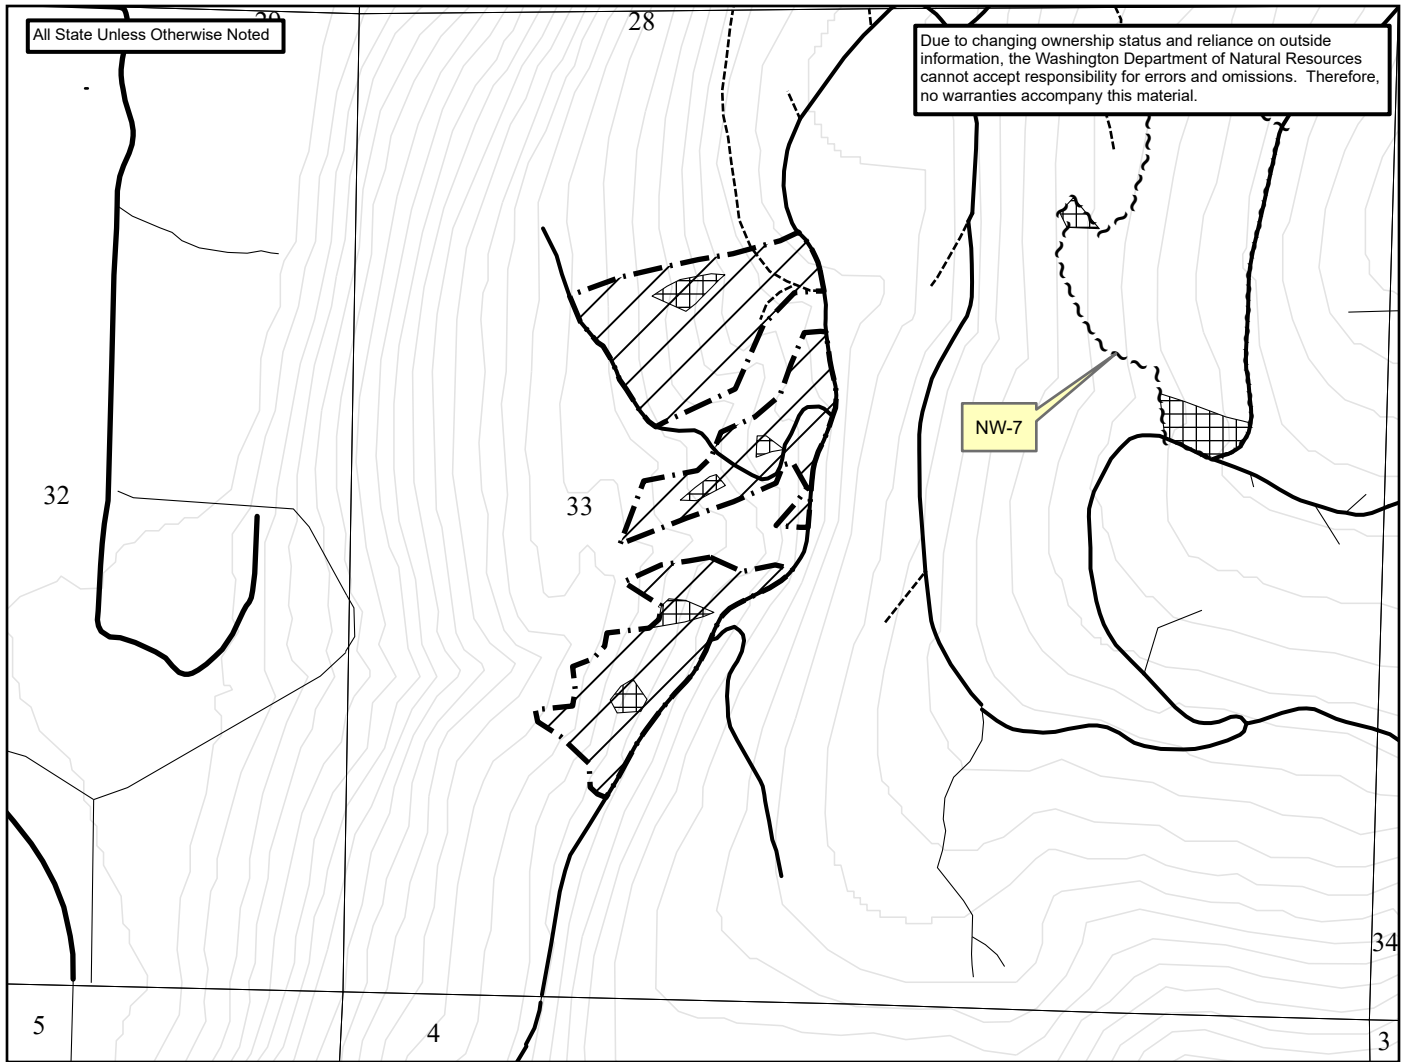 28
All State Unless Otherwise Noted
Due to changing ownership status and reliance on outside
information, the Washington Department of Natural Resources
cannot accept responsibility for errors and omissions. Therefore,
no warranties accompany this material.
NW-7
32
33
34
5
4
3